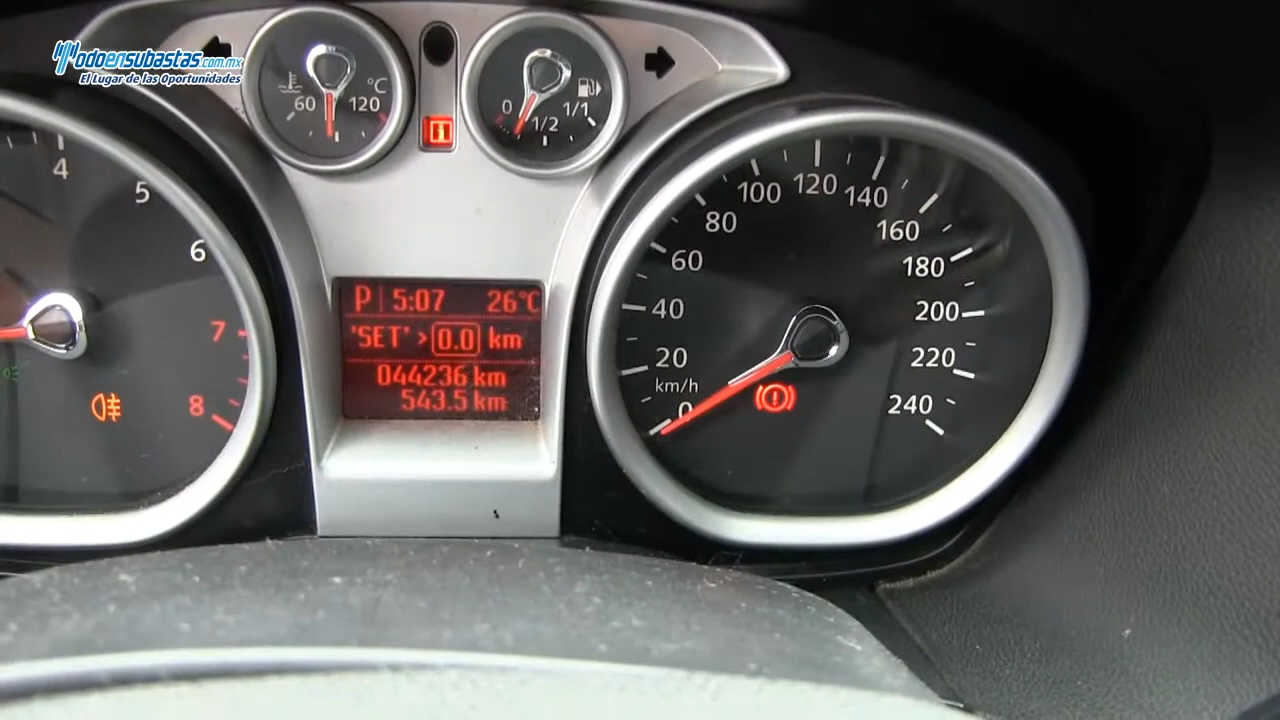 Todoensubastas.com.mx
El Lugar de las Oportunidades
60 120 °C
0 1/2 1/1
4
5
6
7
8
P 5:07 26°C
'SET' > 0.0 km
044236 km
543.5 km
0
20
40
60
80
100
120
140
160
180
200
220
240
km/h